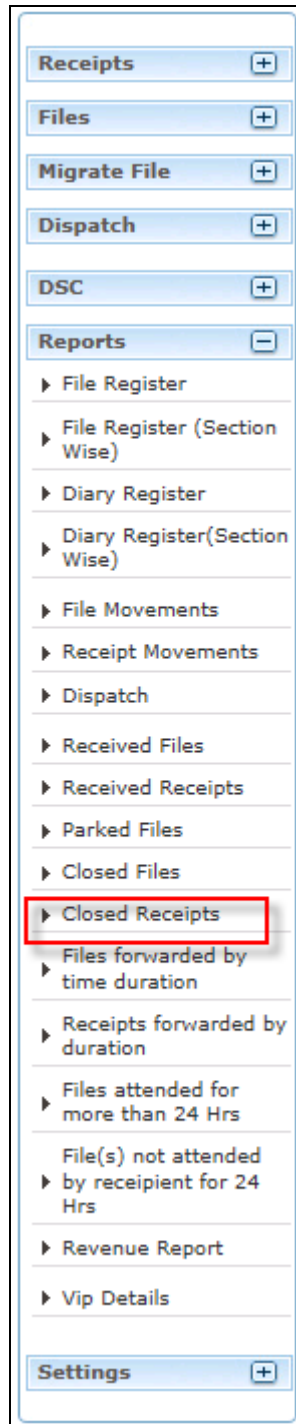 Receipts
Files
Migrate File
Dispatch
DSC
Reports
File Register
File Register (Section
Wise)
Diary Register
Diary Register(Section
Wise)
File Movements
Receipt Movements
Dispatch
Received Files
Received Receipts
Parked Files
Closed Files
Closed Receipts
Files forwarded by
time duration
Receipts forwarded by
duration
Files attended for
more than 24 Hrs
File(s) not attended
by receipient for 24
Hrs
Revenue Report
Vip Details
Settings